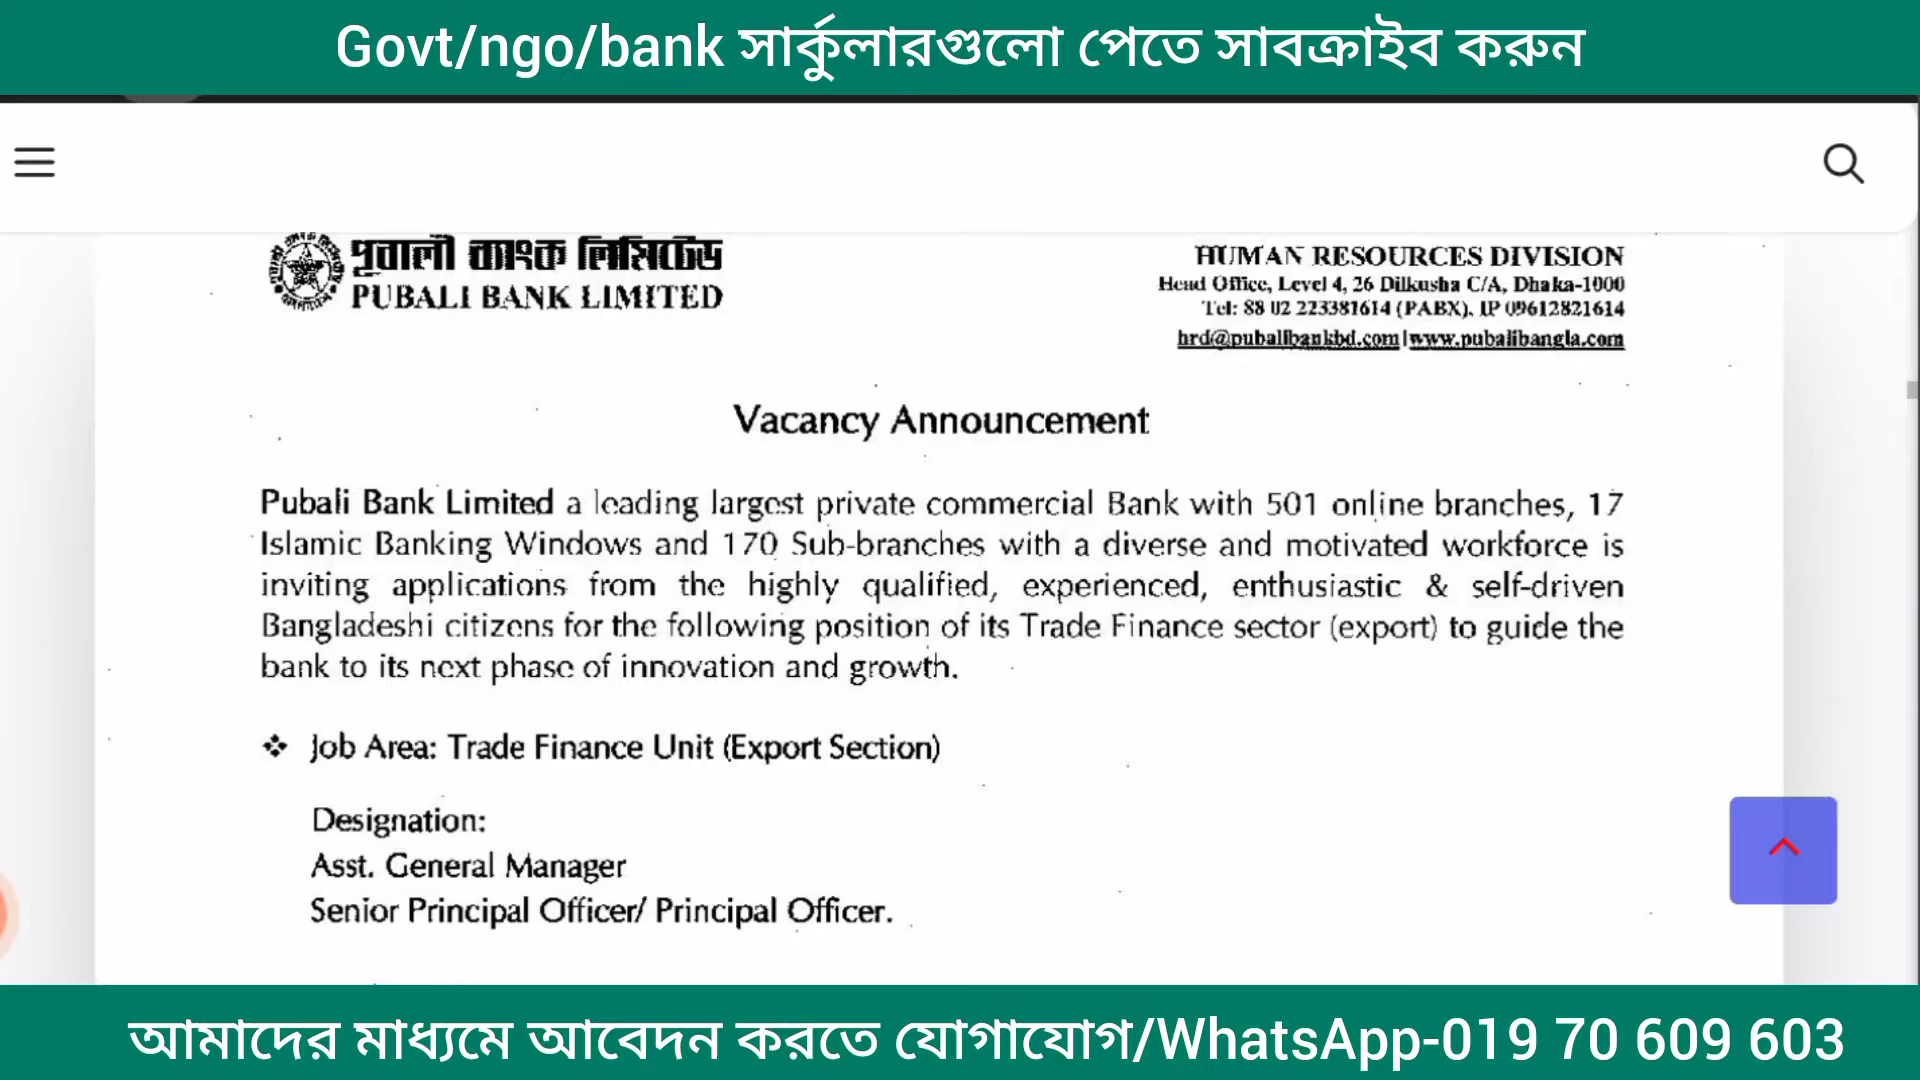 Govt/ngo/bank সার্কুলারগুলো পেতে সাবক্রাইব করুন
পূবালী ব্যাংক লিমিটেড
PUBALI BANK LIMITED
HUMAN RESOURCES DIVISION
Head Office, Level 4, 26 Dilkusha C/A, Dhaka-1000
Tel: 88 02 223381614 (PABX), IP 09612821614
hrd@pubalibankbd.com|www.pubalibangla.com
Vacancy Announcement
Pubali Bank Limited a leading largest private commercial Bank with 501 online branches, 17
Islamic Banking Windows and 170 Sub-branches with a diverse and motivated workforce is
inviting applications from the highly qualified, experienced, enthusiastic & self-driven
Bangladeshi citizens for the following position of its Trade Finance sector (export) to guide the
bank to its next phase of innovation and growth.
❖ Job Area: Trade Finance Unit (Export Section)
Designation:
Asst. General Manager
Senior Principal Officer/ Principal Officer.
আমাদের মাধ্যমে আবেদন করতে যোগাযোগ/WhatsApp-019 70 609 603